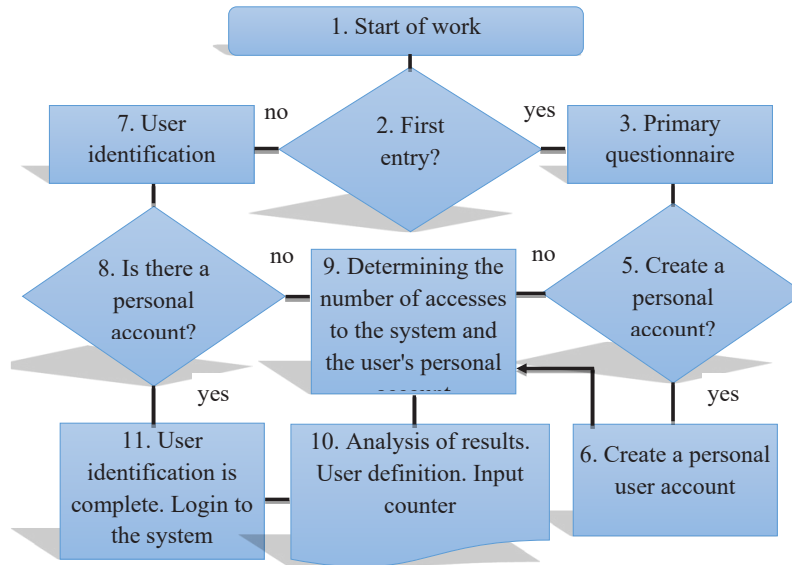 1. Start of work
no
yes
7. User
identification
2. First
entry?
3. Primary
questionnaire
8. Is there a
personal
account?
no
9. Determining the
number of accesses
to the system and
the user's personal
account
no
5. Create a
personal
account?
yes
yes
11. User
identification is
complete. Login to
the system
10. Analysis of results.
User definition. Input
counter
6. Create a personal
user account